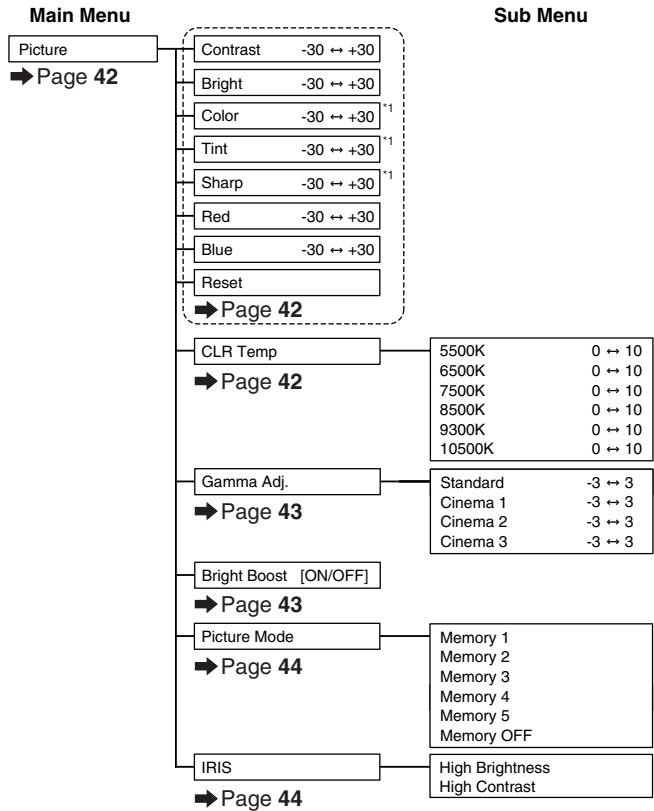 Main Menu
Sub Menu
Picture
➡ Page 42
Contrast -30 ↔ +30
Bright -30 ↔ +30
Color -30 ↔ +30 *1
Tint -30 ↔ +30 *1
Sharp -30 ↔ +30 *1
Red -30 ↔ +30
Blue -30 ↔ +30
Reset
➡ Page 42
CLR Temp
➡ Page 42
5500K 0 ↔ 10
6500K 0 ↔ 10
7500K 0 ↔ 10
8500K 0 ↔ 10
9300K 0 ↔ 10
10500K 0 ↔ 10
Gamma Adj.
➡ Page 43
Standard -3 ↔ 3
Cinema 1 -3 ↔ 3
Cinema 2 -3 ↔ 3
Cinema 3 -3 ↔ 3
Bright Boost [ON/OFF]
➡ Page 43
Picture Mode
➡ Page 44
Memory 1
Memory 2
Memory 3
Memory 4
Memory 5
Memory OFF
IRIS
➡ Page 44
High Brightness
High Contrast